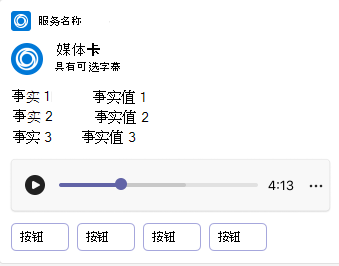 服务名称
媒体卡
具有可选字幕
事实 1 事实值 1
事实 2 事实值 2
事实 3 事实值 3
4:13
按钮 按钮 按钮 按钮